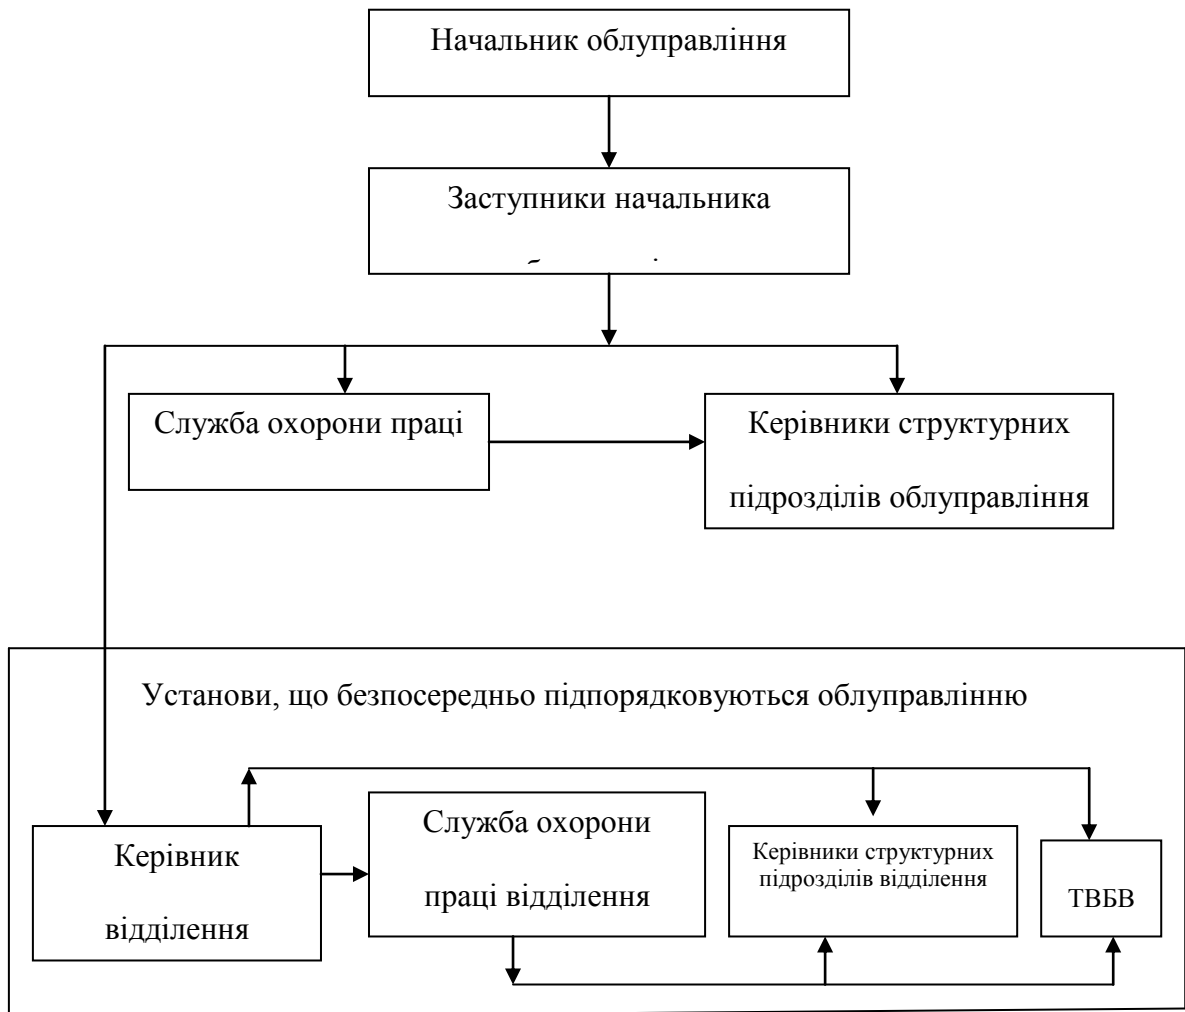 Начальник облуправління
Заступники начальника
Служба охорони праці
Керівники структурних
підрозділів облуправління
Установи, що безпосередньо підпорядковуються облуправлінню
Керівник
відділення
Служба охорони
праці відділення
Керівники структурних
підрозділів відділення
ТВБВ